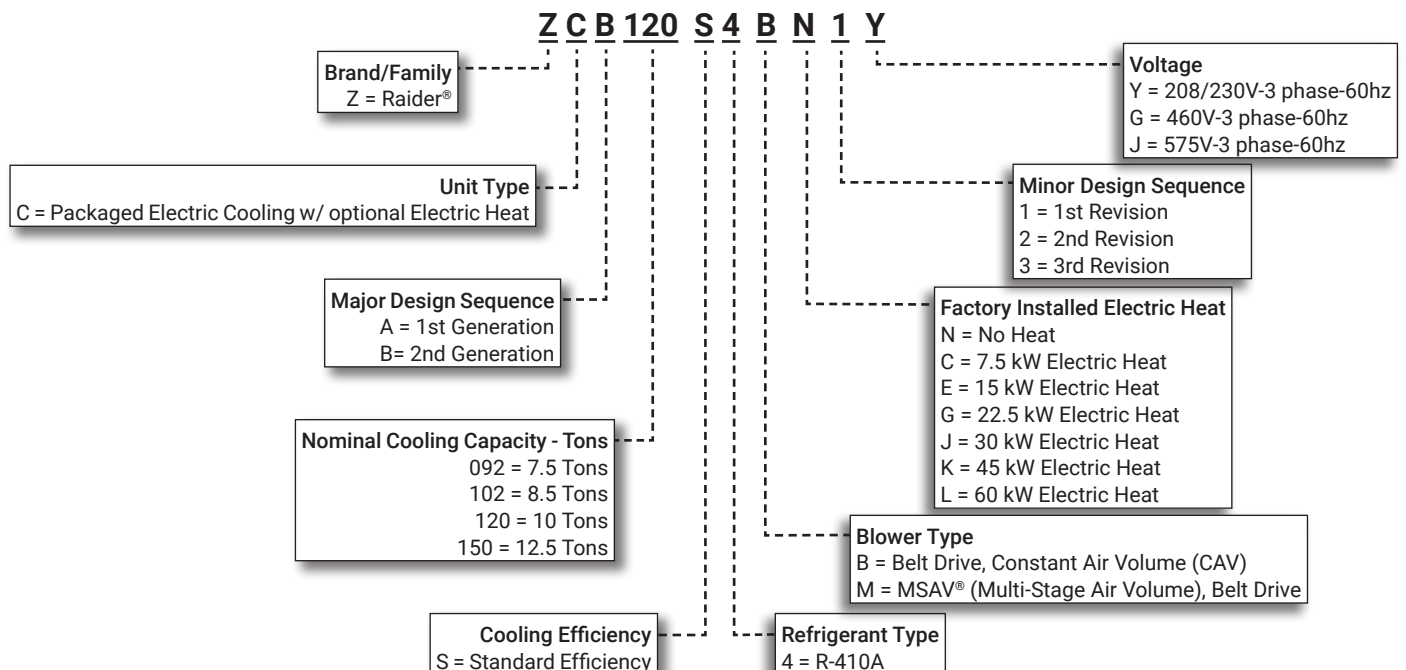 Z C B 120 S 4 B N 1 Y
Brand/Family
Z = Raider®
Voltage
Y = 208/230V-3 phase-60hz
G = 460V-3 phase-60hz
J = 575V-3 phase-60hz
Unit Type
C = Packaged Electric Cooling w/ optional Electric Heat
Minor Design Sequence
1 = 1st Revision
2 = 2nd Revision
3 = 3rd Revision
Major Design Sequence
A = 1st Generation
B= 2nd Generation
Factory Installed Electric Heat
N = No Heat
C = 7.5 kW Electric Heat
E = 15 kW Electric Heat
G = 22.5 kW Electric Heat
J = 30 kW Electric Heat
K = 45 kW Electric Heat
L = 60 kW Electric Heat
Nominal Cooling Capacity - Tons
092 = 7.5 Tons
102 = 8.5 Tons
120 = 10 Tons
150 = 12.5 Tons
Blower Type
B = Belt Drive, Constant Air Volume (CAV)
M = MSAV® (Multi-Stage Air Volume), Belt Drive
Cooling Efficiency
S = Standard Efficiency
Refrigerant Type
4 = R-410A